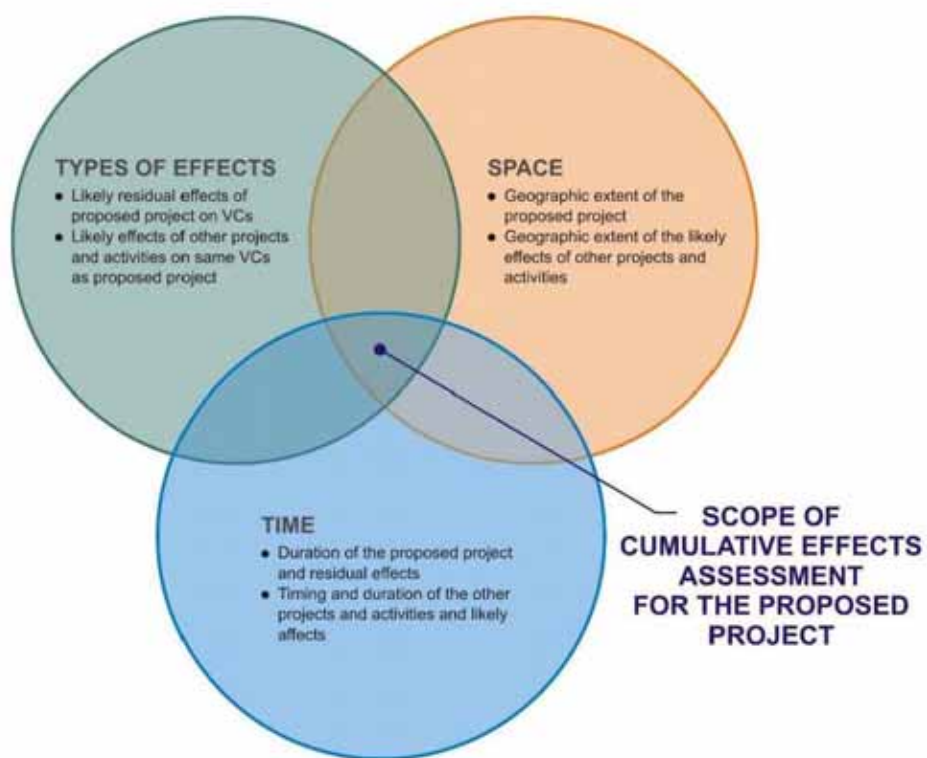 TYPES OF EFFECTS
● Likely residual effects of
proposed project on VCs
● Likely effects of other projects
and activities on same VCs
as proposed project
SPACE
● Geographic extent of the
proposed project
● Geographic extent of the likely
effects of other projects and
activities
TIME
● Duration of the proposed project
and residual effects
● Timing and duration of the other
projects and activities and likely
affects
SCOPE OF
CUMULATIVE EFFECTS
ASSESSMENT
FOR THE PROPOSED
PROJECT